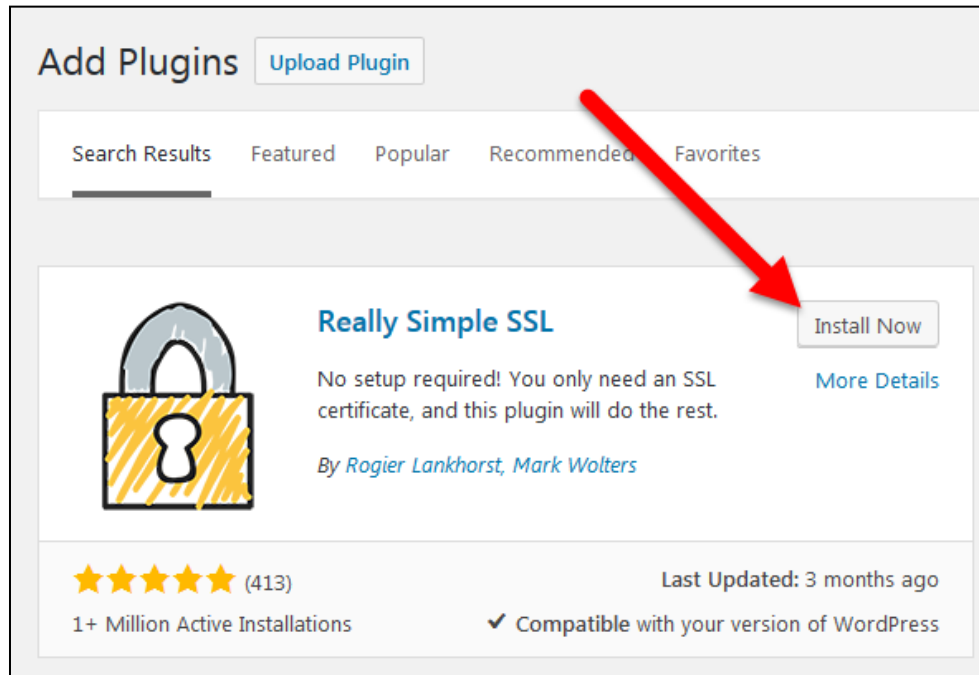 Add Plugins Upload Plugin
Search Results Featured Popular Recommended Favorites
Really Simple SSL
Install Now
No setup required! You only need an SSL
certificate, and this plugin will do the rest.
More Details
By Rogier Lankhorst, Mark Wolters
(413)
Last Updated: 3 months ago
1+ Million Active Installations
✔ Compatible with your version of WordPress